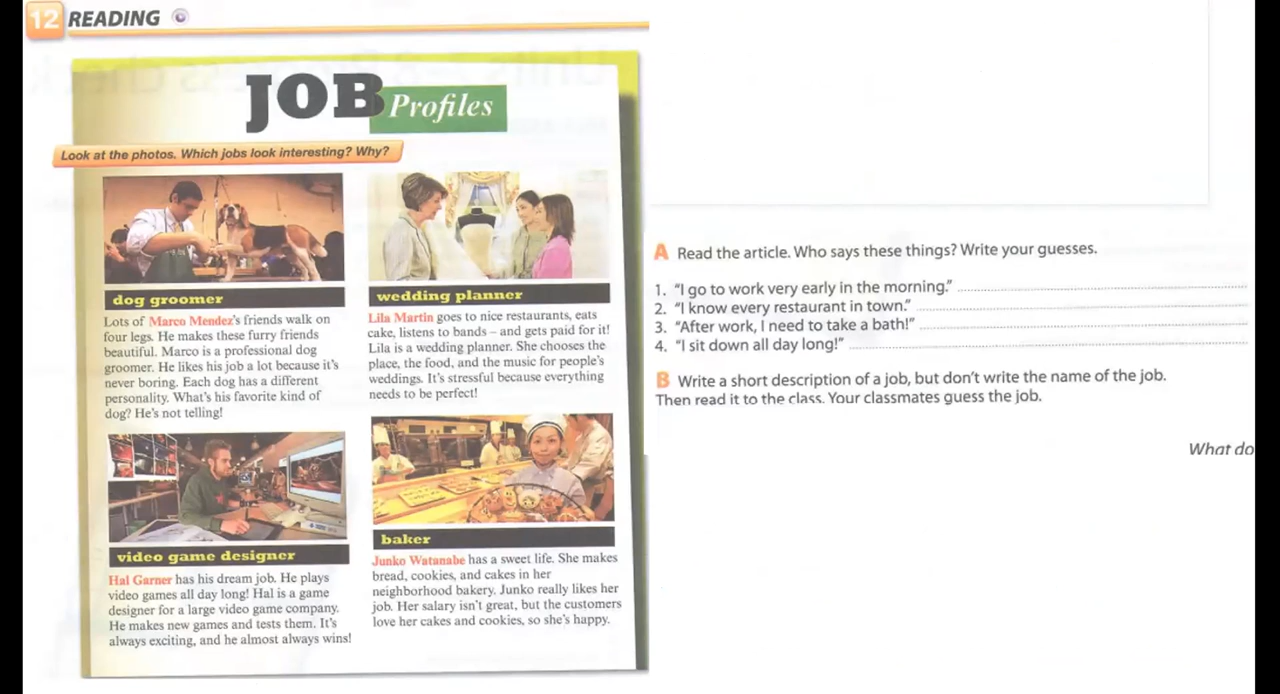 12 READING
JOB Profiles
Look at the photos. Which jobs look interesting? Why?
dog groomer
Lots of Marco Mendez's friends walk on
four legs. He makes these furry friends
beautiful. Marco is a professional dog
groomer. He likes his job a lot because it's
never boring. Each dog has a different
personality. What's his favorite kind of
dog? He's not telling!
wedding planner
Lila Martin goes to nice restaurants, eats
cake, listens to bands – and gets paid for it!
Lila is a wedding planner. She chooses the
place, the food, and the music for people's
weddings. It's stressful because everything
needs to be perfect!
video game designer
Hal Garner has his dream job. He plays
video games all day long! Hal is a game
designer for a large video game company.
He makes new games and tests them. It's
always exciting, and he almost always wins!
baker
Junko Watanabe has a sweet life. She makes
bread, cookies, and cakes in her
neighborhood bakery. Junko really likes her
job. Her salary isn't great, but the customers
love her cakes and cookies, so she's happy.
A Read the article. Who says these things? Write your guesses.
1. "I go to work very early in the morning."
2. "I know every restaurant in town."
3. "After work, I need to take a bath!"
4. "I sit down all day long!"
B Write a short description of a job, but don't write the name of the job.
Then read it to the class. Your classmates guess the job.
What do